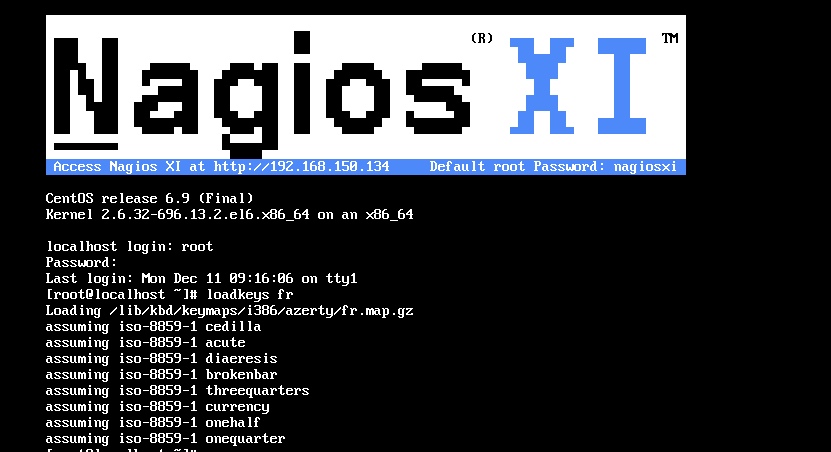 Nagios (R) XI TM
Access Nagios XI at http://192.168.150.134 Default root Password: nagiosxi
CentOS release 6.9 (Final)
Kernel 2.6.32-696.13.2.el6.x86_64 on an x86_64
localhost login: root
Password:
Last login: Mon Dec 11 09:16:06 on tty1
[root@localhost ~]# loadkeys fr
Loading /lib/kbd/keymaps/i386/azerty/fr.map.gz
assuming iso-8859-1 cedilla
assuming iso-8859-1 acute
assuming iso-8859-1 diaeresis
assuming iso-8859-1 brokenbar
assuming iso-8859-1 threequarters
assuming iso-8859-1 currency
assuming iso-8859-1 onehalf
assuming iso-8859-1 onequarter
[root@localhost ~]#